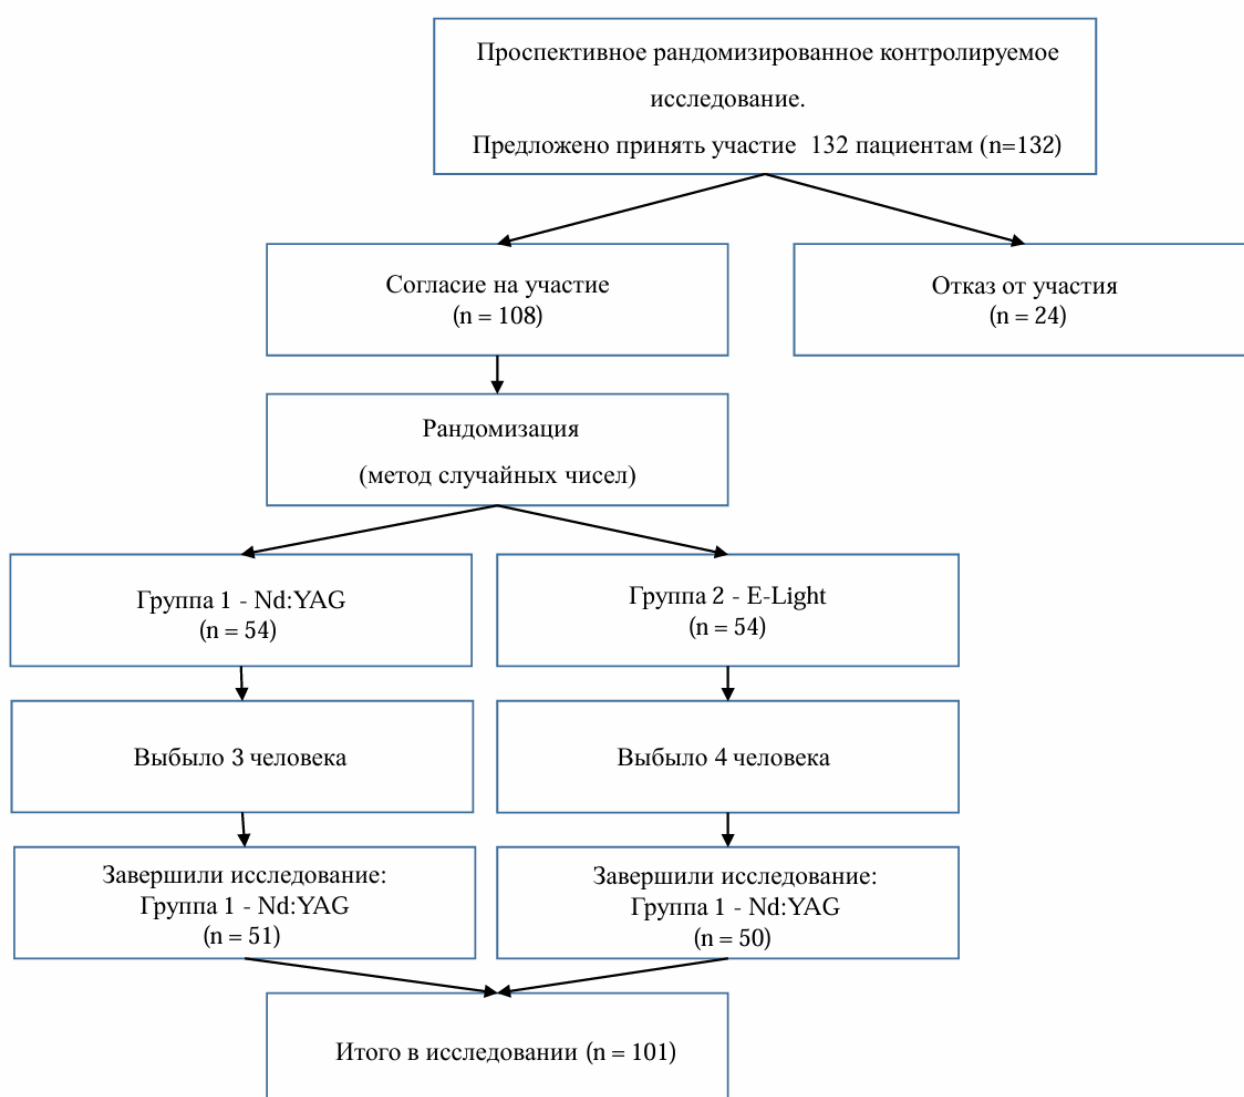 Проспективное рандомизированное контролируемое
исследование.
Предложено принять участие 132 пациентам (n=132)
Согласие на участие
(n = 108)
Отказ от участия
(n = 24)
Рандомизация
(метод случайных чисел)
Группа 1 - Nd:YAG
(n = 54)
Группа 2 - E-Light
(n = 54)
Выбыло 3 человека
Выбыло 4 человека
Завершили исследование:
Группа 1 - Nd:YAG
(n = 51)
Завершили исследование:
Группа 1 - Nd:YAG
(n = 50)
Итого в исследовании (n = 101)